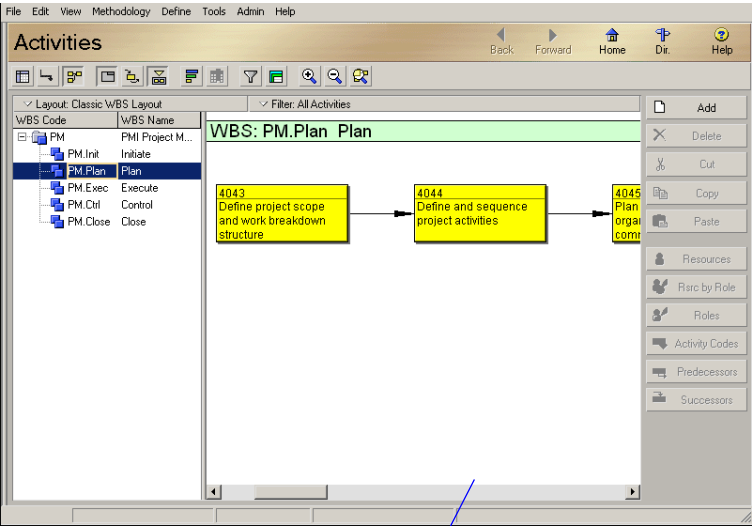 File Edit View Methodology Define Tools Admin Help
Activities
Back Forward Home Dir. Help
Layout: Classic WBS Layout
Filter: All Activities
WBS Code WBS Name
PM PMI Project M...
PM.Init Initiate
PM.Plan Plan
PM.Exec Execute
PM.Ctrl Control
PM.Close Close
WBS: PM.Plan Plan
4043
Define project scope
and work breakdown
structure
4044
Define and sequence
project activities
4045
Plan
Add
Delete
Cut
Copy
Paste
Resources
Rsrc by Role
Roles
Activity Codes
Predecessors
Successors